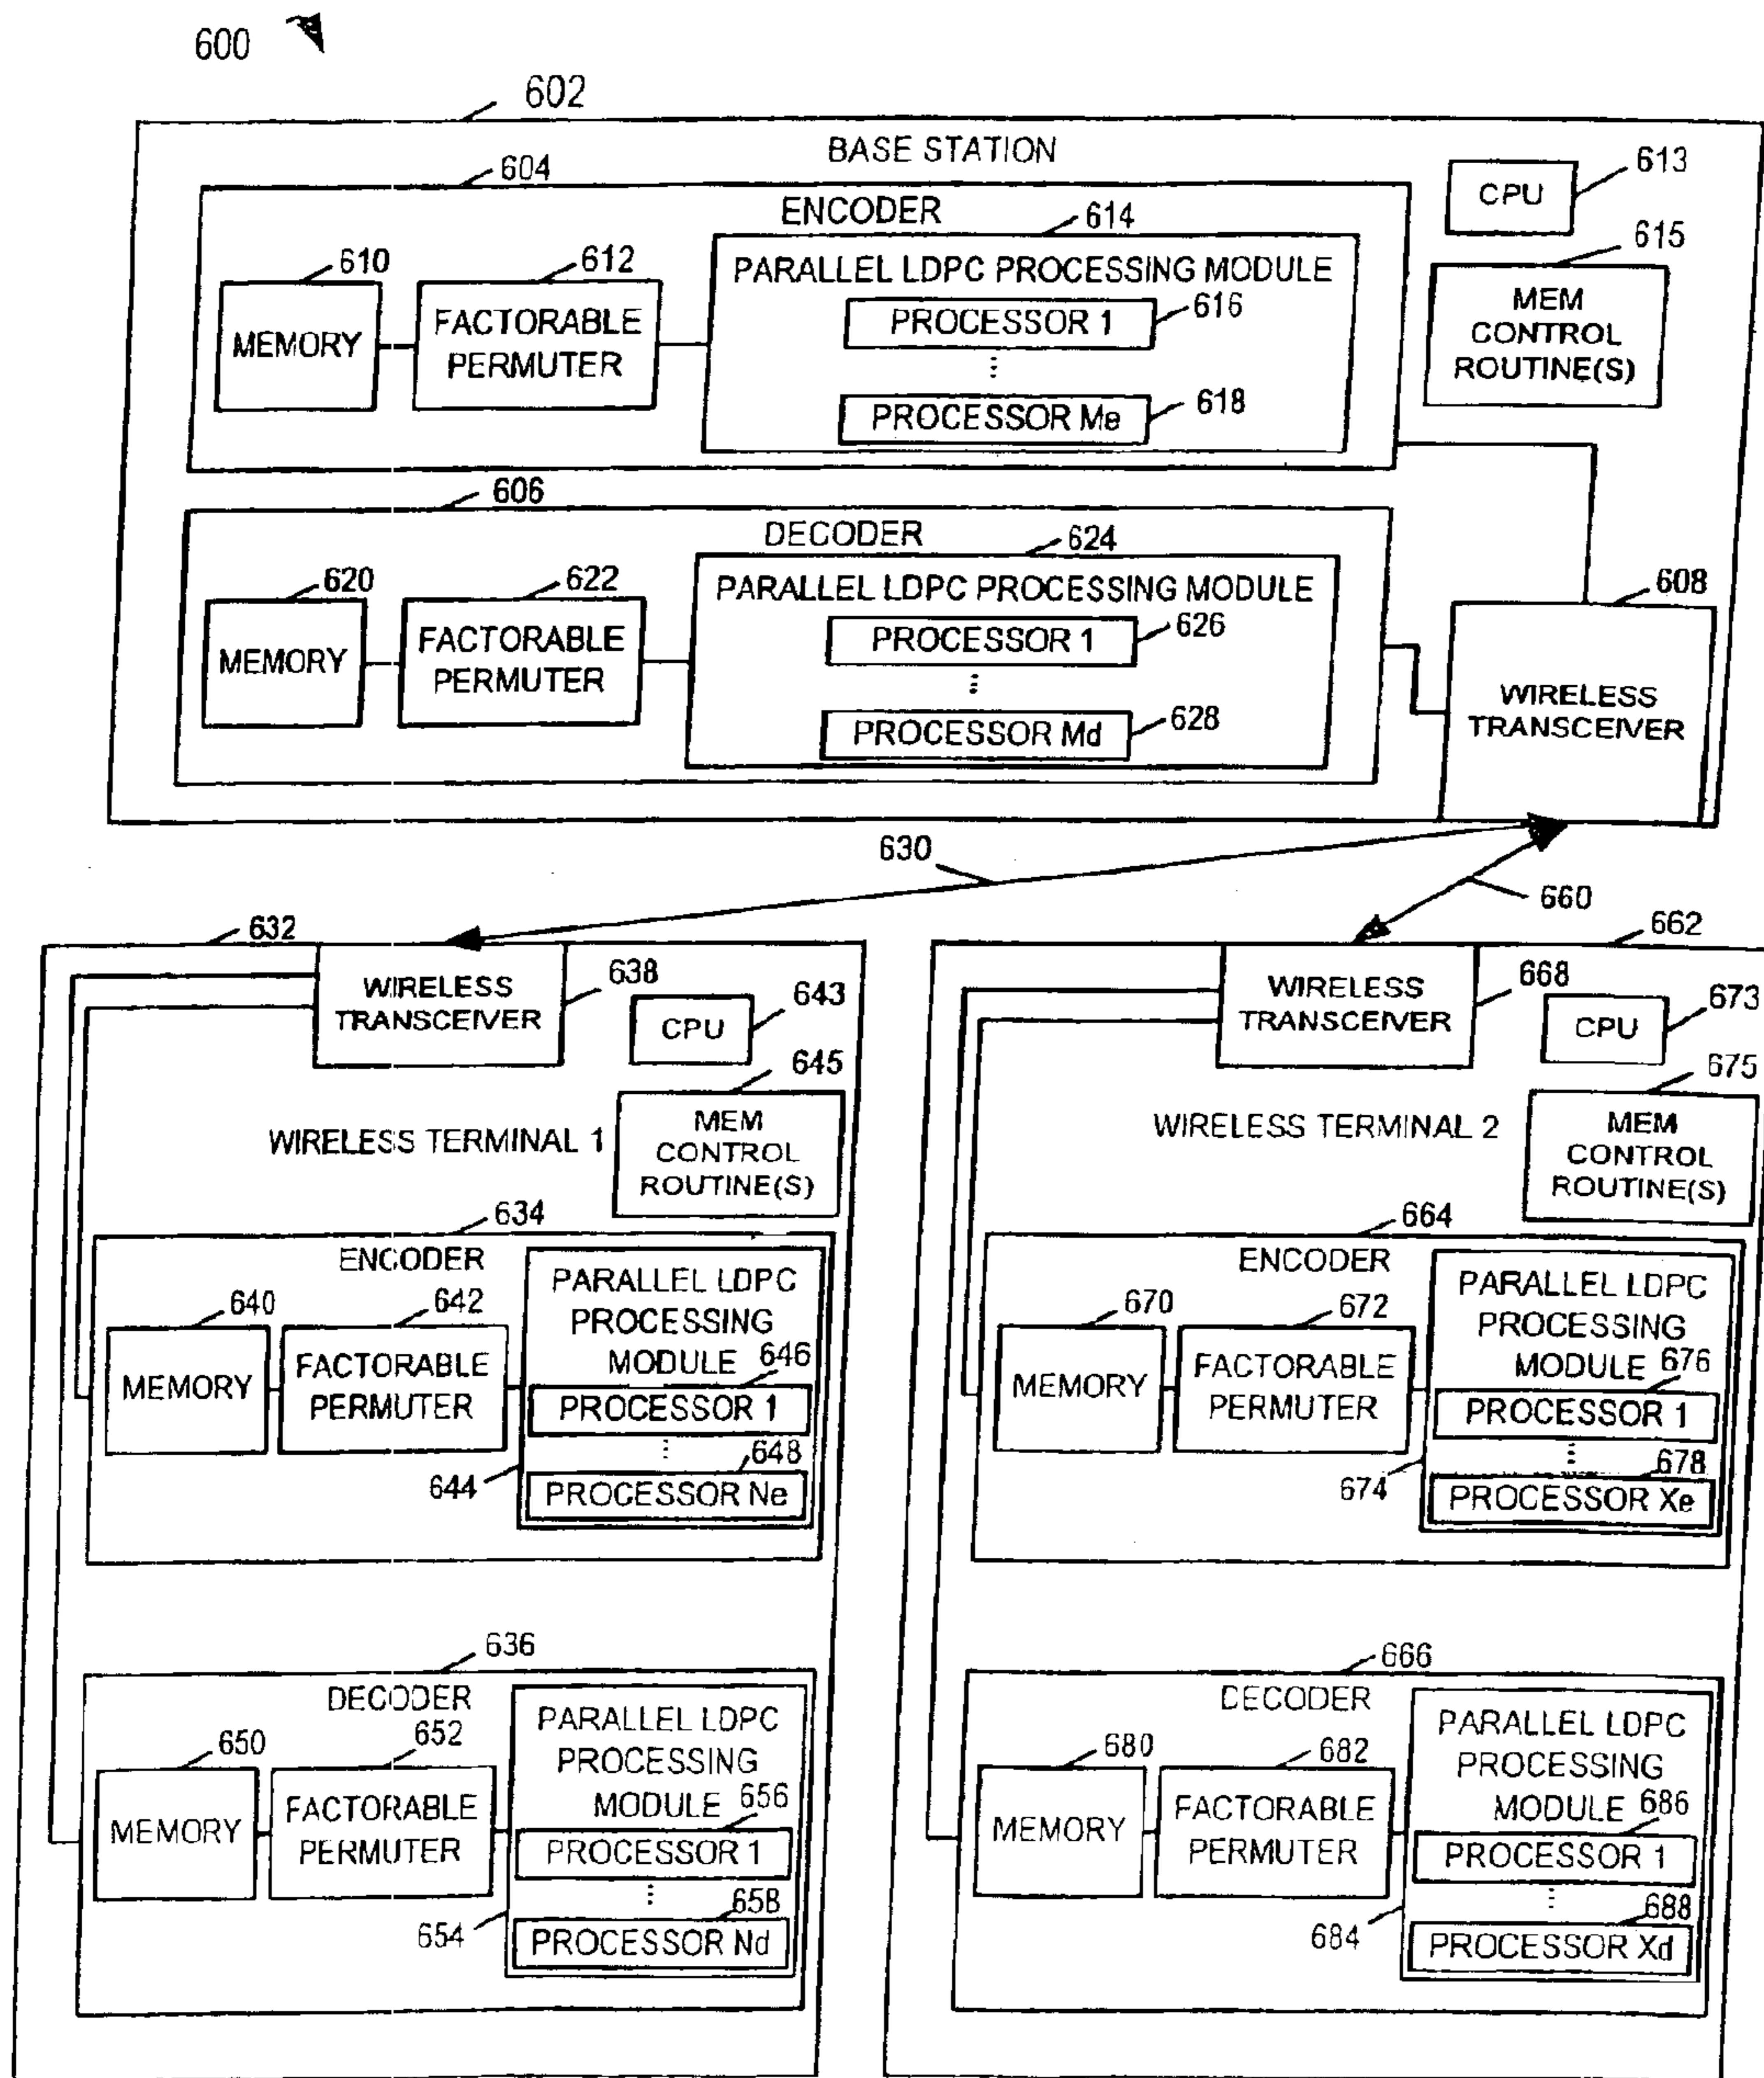 600
602
BASE STATION
604
613
CPU
ENCODER
614
615
610
612
PARALLEL LDPC PROCESSING MODULE
MEMORY
FACTORABLE
PERMUTER
PROCESSOR 1
616
⋮
PROCESSOR Me
618
MEM
CONTROL
ROUTINE(S)
606
DECODER
624
620
622
PARALLEL LDPC PROCESSING MODULE
608
MEMORY
FACTORABLE
PERMUTER
PROCESSOR 1
626
⋮
PROCESSOR Md
628
WIRELESS
TRANSCEIVER
630
660
632
WIRELESS
TRANSCEIVER
638
643
CPU
645
WIRELESS TERMINAL 1
MEM
CONTROL
ROUTINE(S)
634
ENCODER
640
642
PARALLEL LDPC
PROCESSING
MODULE
646
MEMORY
FACTORABLE
PERMUTER
PROCESSOR 1
⋮
648
644
PROCESSOR Ne
636
DECODER
650
652
PARALLEL LDPC
PROCESSING
MODULE
656
MEMORY
FACTORABLE
PERMUTER
PROCESSOR 1
⋮
658
654
PROCESSOR Nd
662
WIRELESS
TRANSCEIVER
668
673
CPU
675
WIRELESS TERMINAL 2
MEM
CONTROL
ROUTINE(S)
664
ENCODER
670
672
PARALLEL LDPC
PROCESSING
MODULE
676
MEMORY
FACTORABLE
PERMUTER
PROCESSOR 1
⋮
678
674
PROCESSOR Xe
666
DECODER
680
682
PARALLEL LDPC
PROCESSING
MODULE
686
MEMORY
FACTORABLE
PERMUTER
PROCESSOR 1
⋮
688
684
PROCESSOR Xd